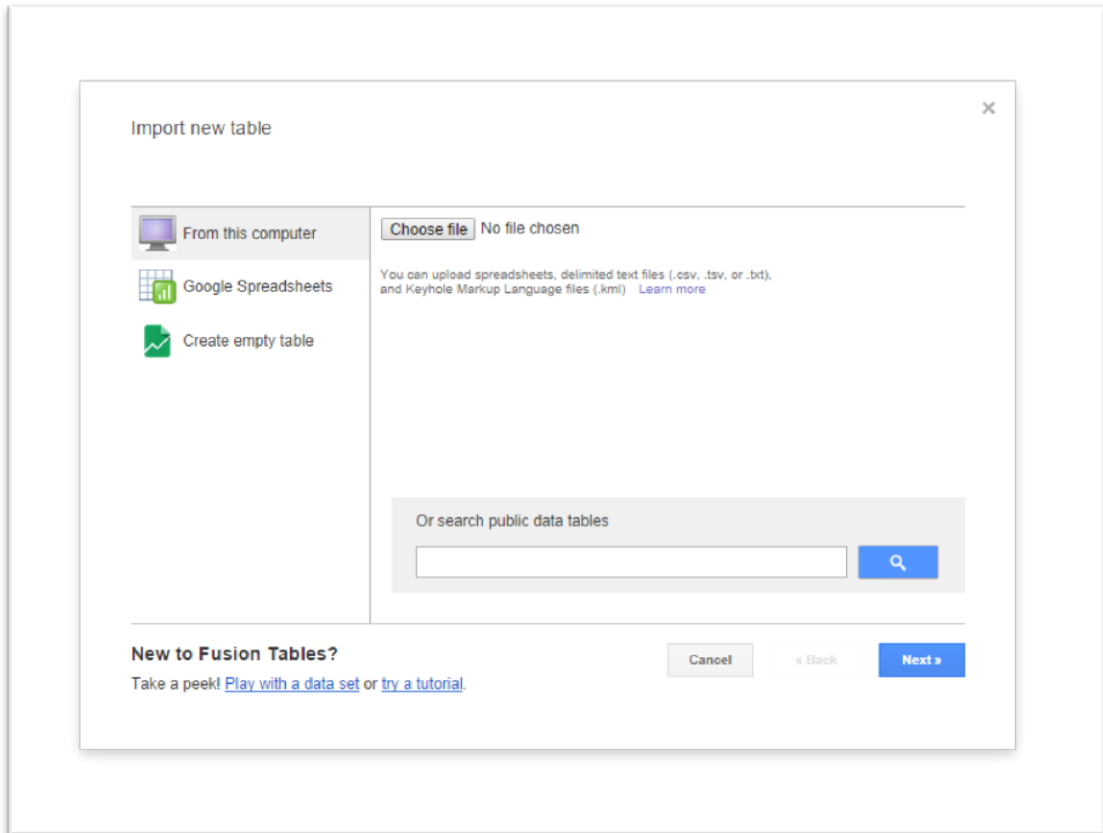 Import new table
From this computer
Google Spreadsheets
Create empty table
Choose file No file chosen
You can upload spreadsheets, delimited text files (.csv, .tsv, or .txt),
and Keyhole Markup Language files (.kml) Learn more
Or search public data tables
New to Fusion Tables?
Take a peek! Play with a data set or try a tutorial.
Cancel
« Back
Next »